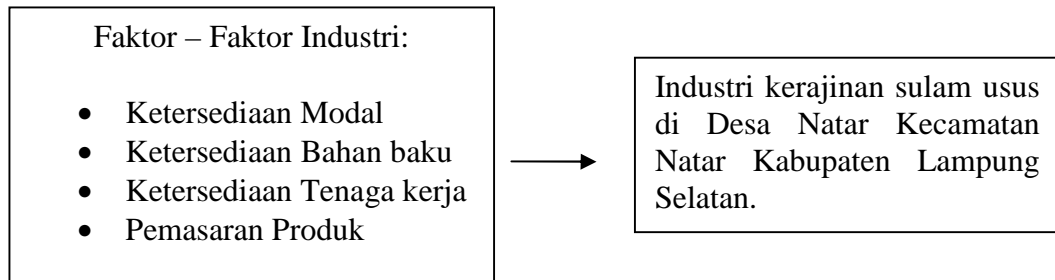 Faktor – Faktor Industri:
• Ketersediaan Modal
• Ketersediaan Bahan baku
• Ketersediaan Tenaga kerja
• Pemasaran Produk
Industri kerajinan sulam usus
di Desa Natar Kecamatan
Natar Kabupaten Lampung
Selatan.